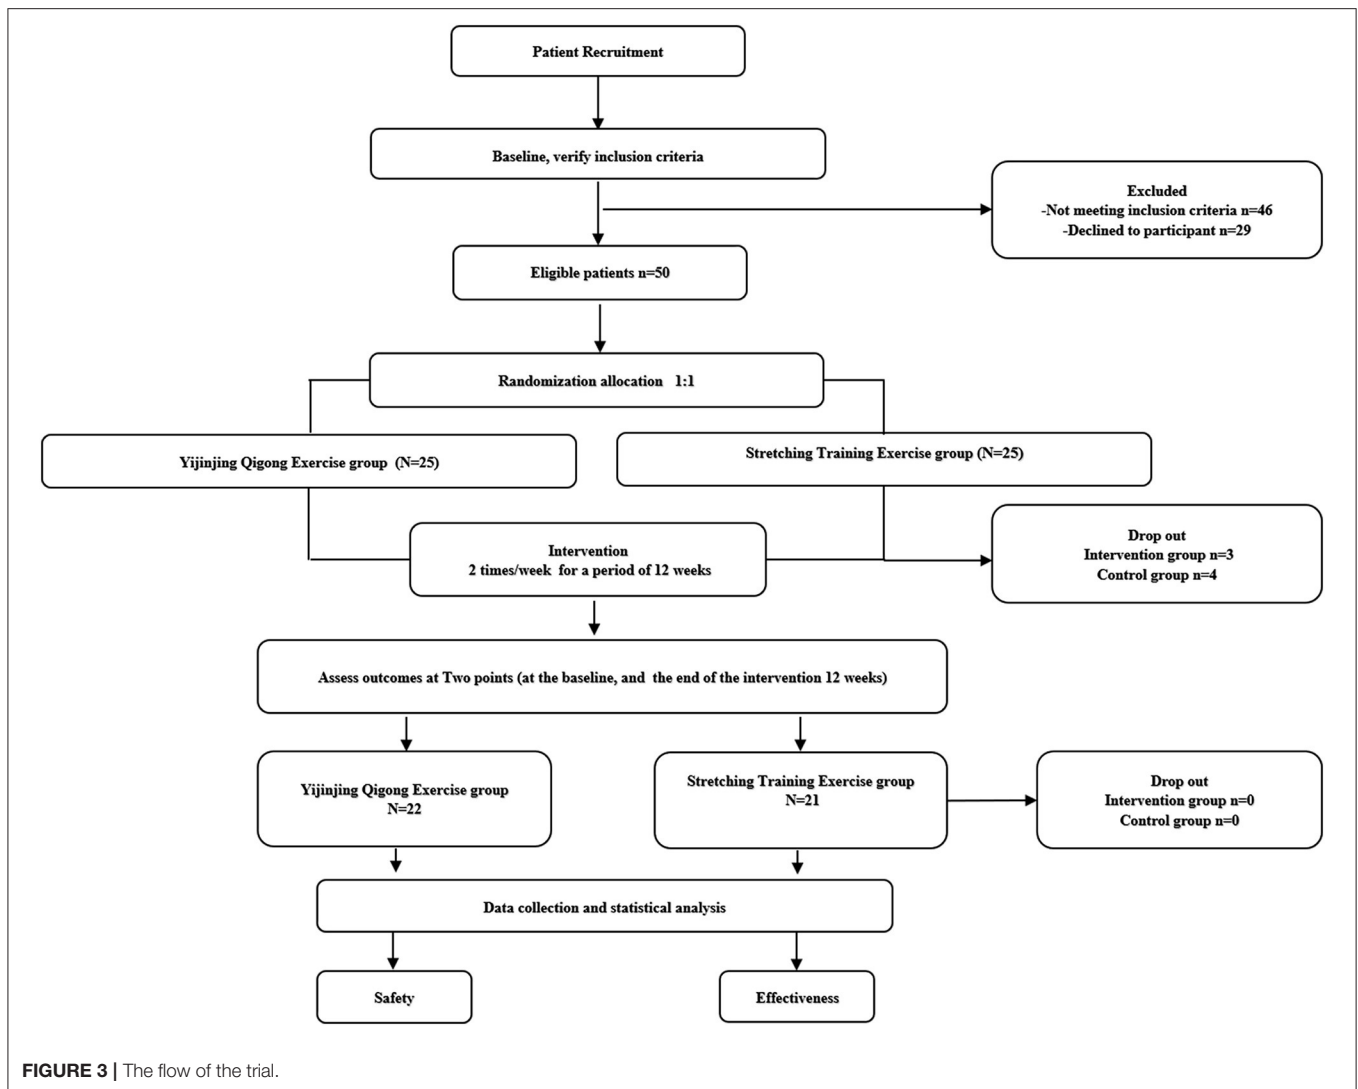 Patient Recruitment
Baseline, verify inclusion criteria
Excluded
-Not meeting inclusion criteria n=46
-Declined to participant n=29
Eligible patients n=50
Randomization allocation 1:1
Yijinjing Qigong Exercise group (N=25)
Stretching Training Exercise group (N=25)
Intervention
2 times/week for a period of 12 weeks
Drop out
Intervention group n=3
Control group n=4
Assess outcomes at Two points (at the baseline, and the end of the intervention 12 weeks)
Yijinjing Qigong Exercise group
N=22
Stretching Training Exercise group
N=21
Drop out
Intervention group n=0
Control group n=0
Data collection and statistical analysis
Safety
Effectiveness
FIGURE 3 | The flow of the trial.